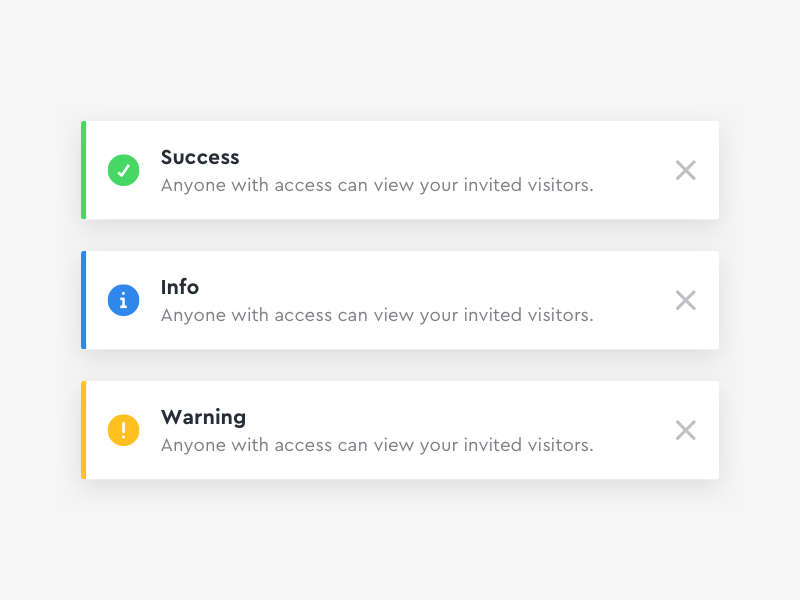 Success
Anyone with access can view your invited visitors.
Info
Anyone with access can view your invited visitors.
Warning
Anyone with access can view your invited visitors.